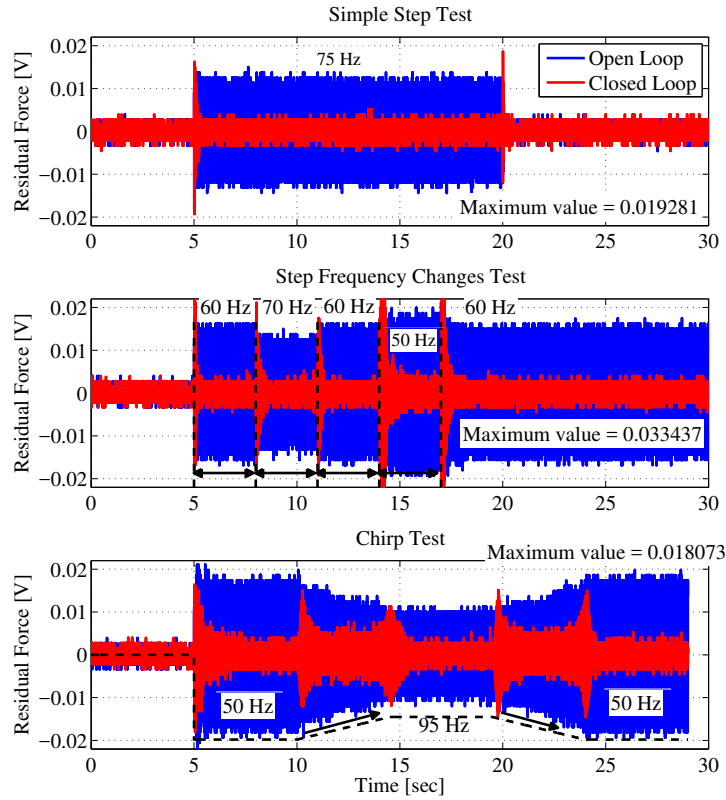 Simple Step Test
0.02
0.01
0
−0.01
−0.02
Residual Force [V]
75 Hz
Open Loop
Closed Loop
Maximum value = 0.019281
0 5 10 15 20 25 30
Step Frequency Changes Test
0.02
0.01
0
−0.01
−0.02
Residual Force [V]
60 Hz 70 Hz 60 Hz 60 Hz
50 Hz
Maximum value = 0.033437
0 5 10 15 20 25 30
Chirp Test
Maximum value = 0.018073
0.02
0.01
0
−0.01
−0.02
Residual Force [V]
50 Hz 50 Hz
95 Hz
0 5 10 15 20 25 30
Time [sec]